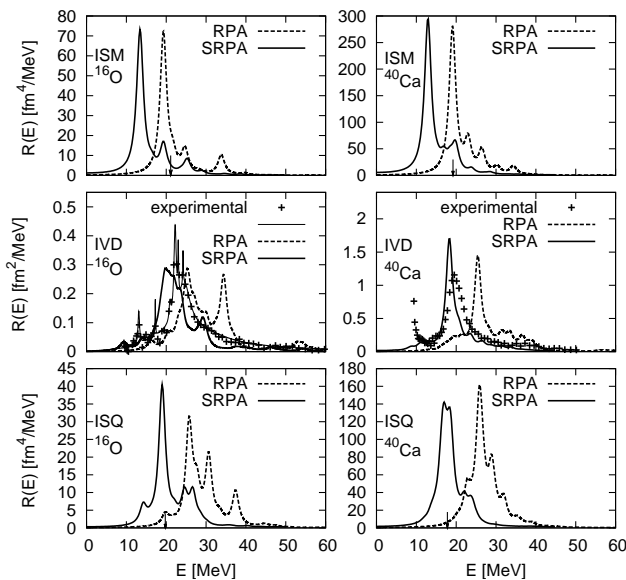 80
70
60
50
40
30
20
10
0
R(E) [fm⁴/MeV]
ISM
¹⁶O
RPA
SRPA
300
250
200
150
100
50
0
R(E) [fm⁴/MeV]
ISM
⁴⁰Ca
RPA
SRPA
0.5
0.4
0.3
0.2
0.1
0
R(E) [fm²/MeV]
experimental
IVD
¹⁶O
RPA
SRPA
2
1.5
1
0.5
0
experimental
IVD
⁴⁰Ca
RPA
SRPA
45
40
35
30
25
20
15
10
5
0
R(E) [fm⁴/MeV]
ISQ
¹⁶O
RPA
SRPA
0 10 20 30 40 50 60
E [MeV]
180
160
140
120
100
80
60
40
20
0
ISQ
⁴⁰Ca
RPA
SRPA
0 10 20 30 40 50 60
E [MeV]